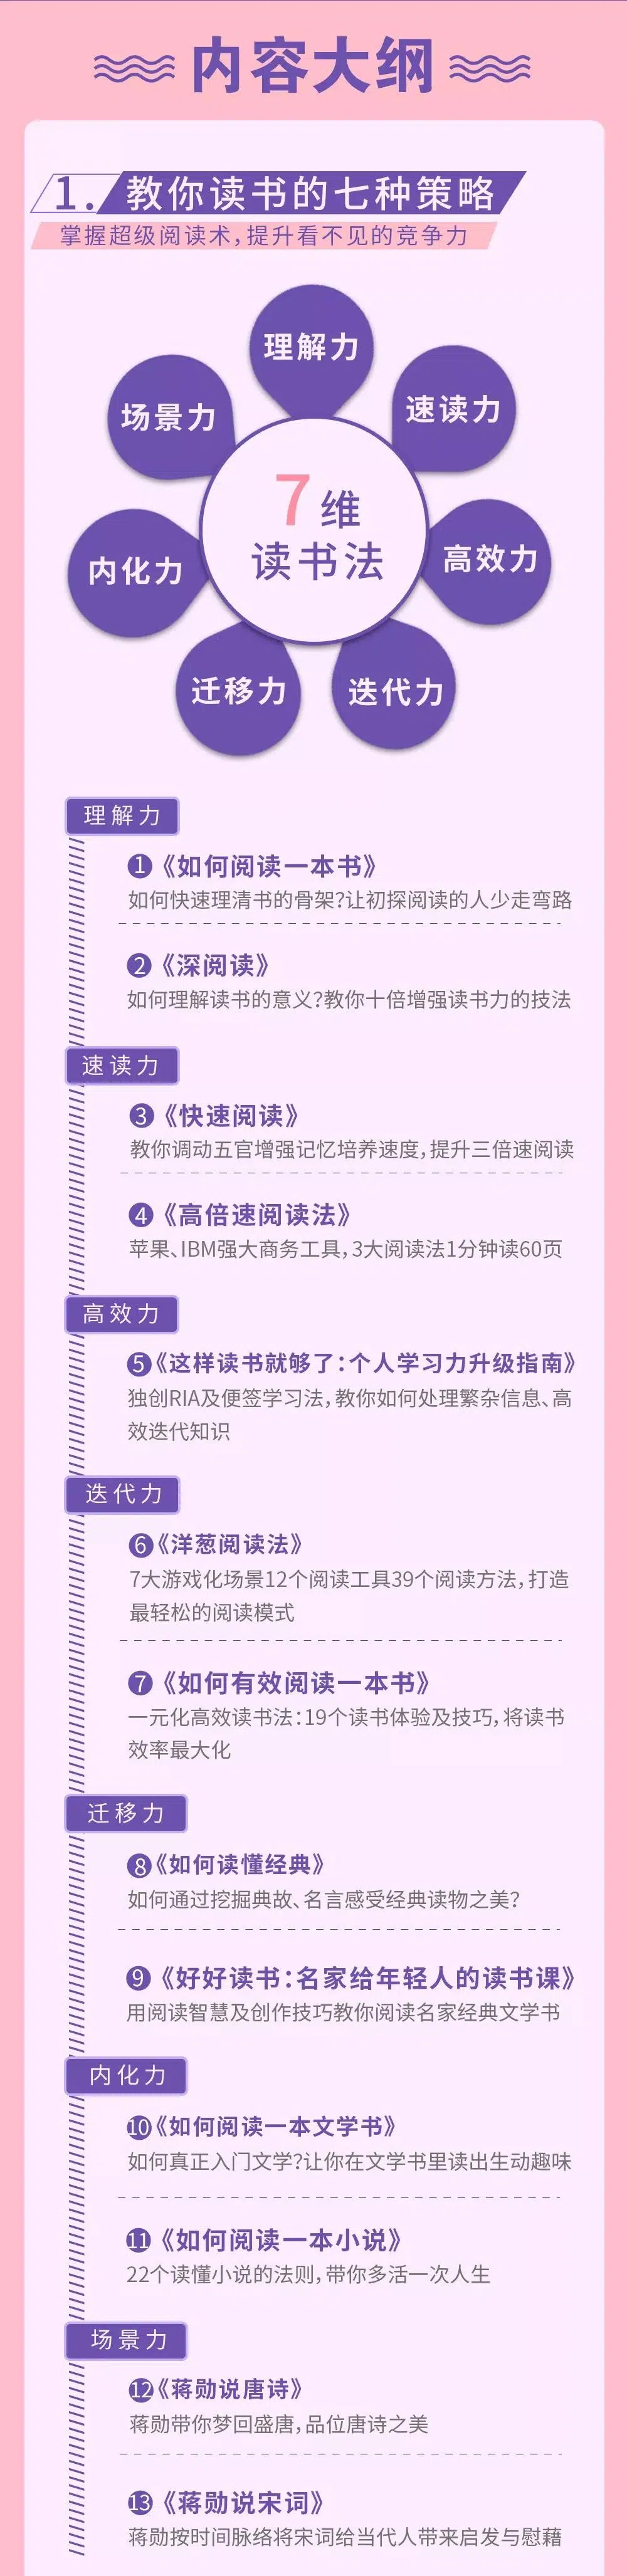 内容大纲
1. 教你读书的七种策略
掌握超级阅读术，提升看不见的竞争力
理解力
场景力
速读力
7维
读书法
内化力
高效力
迁移力
迭代力
理解力
1《如何阅读一本书》
如何快速理清书的骨架？让初探阅读的人少走弯路
2《深阅读》
如何理解读书的意义？教你十倍增强读书力的技法
速读力
3《快速阅读》
教你调动五官增强记忆培养速度，提升三倍速阅读
4《高倍速阅读法》
苹果、IBM强大商务工具，3大阅读法1分钟读60页
高效力
5《这样读书就够了：个人学习力升级指南》
独创RIA及便签学习法，教你如何处理繁杂信息、高
效迭代知识
迭代力
6《洋葱阅读法》
7大游戏化场景12个阅读工具39个阅读方法，打造
最轻松的阅读模式
7《如何有效阅读一本书》
一元化高效读书法：19个读书体验及技巧，将读书
效率最大化
迁移力
8《如何读懂经典》
如何通过挖掘典故、名言感受经典读物之美？
9《好好读书：名家给年轻人的读书课》
用阅读智慧及创作技巧教你阅读名家经典文学书
内化力
10《如何阅读一本文学书》
如何真正入门文学？让你在文学书里读出生动趣味
11《如何阅读一本小说》
22个读懂小说的法则，带你多活一次人生
场景力
12《蒋勋说唐诗》
蒋勋带你梦回盛唐，品位唐诗之美
13《蒋勋说宋词》
蒋勋按时间脉络将宋词给当代人带来启发与慰藉